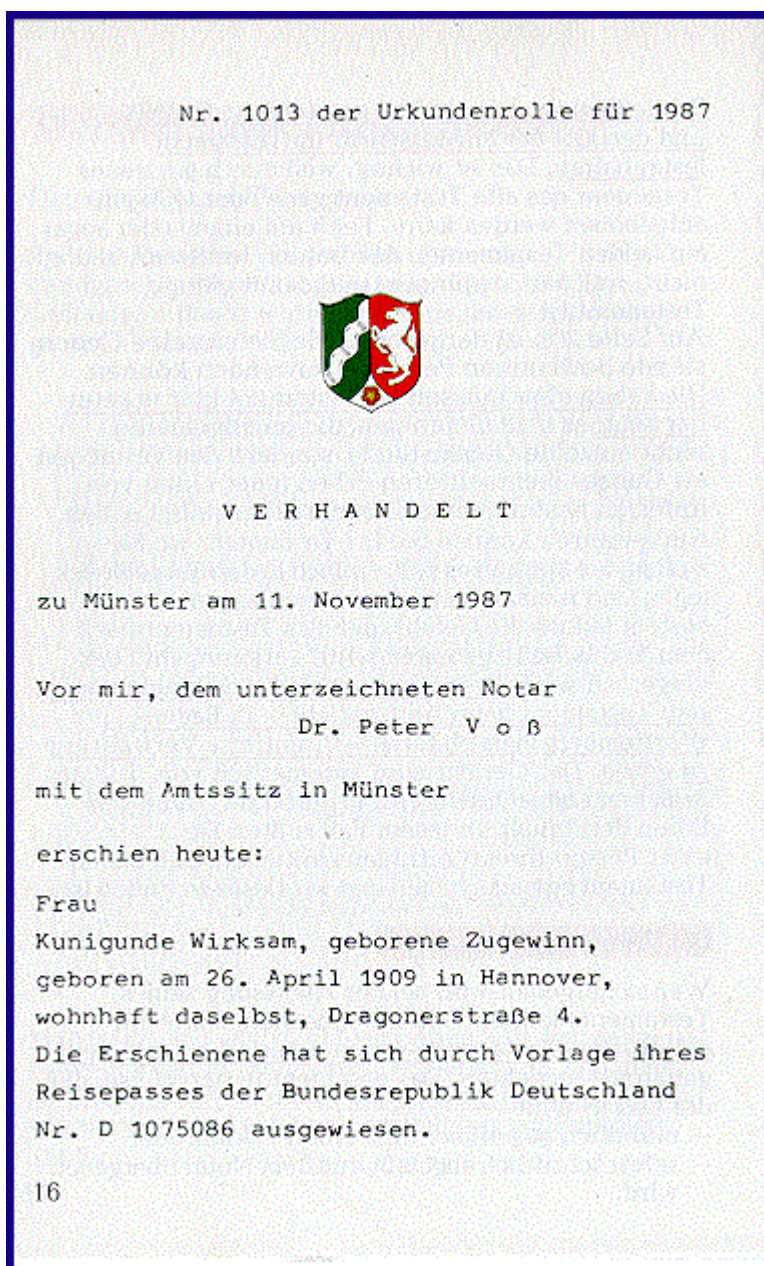 Nr. 1013 der Urkundenrolle für 1987
V E R H A N D E L T
zu Münster am 11. November 1987
Vor mir, dem unterzeichneten Notar
Dr. Peter V o ß
mit dem Amtssitz in Münster
erschien heute:
Frau
Kunigunde Wirksam, geborene Zugewinn,
geboren am 26. April 1909 in Hannover,
wohnhaft daselbst, Dragonerstraße 4.
Die Erschienene hat sich durch Vorlage ihres
Reisepasses der Bundesrepublik Deutschland
Nr. D 1075086 ausgewiesen.
16